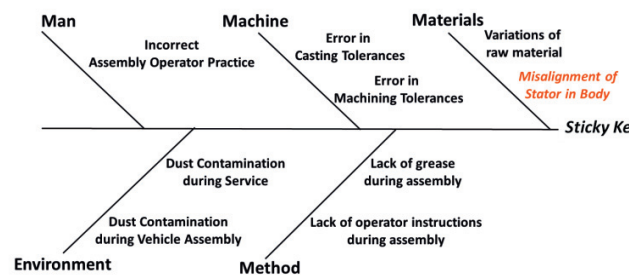 Man
Machine
Materials
Incorrect
Assembly Operator Practice
Error in
Casting Tolerances
Error in
Machining Tolerances
Variations of
raw material
Misalignment of
Stator in Body
Sticky Ke
Dust Contamination
during Service
Dust Contamination
during Vehicle Assembly
Lack of grease
during assembly
Lack of operator instructions
during assembly
Environment
Method